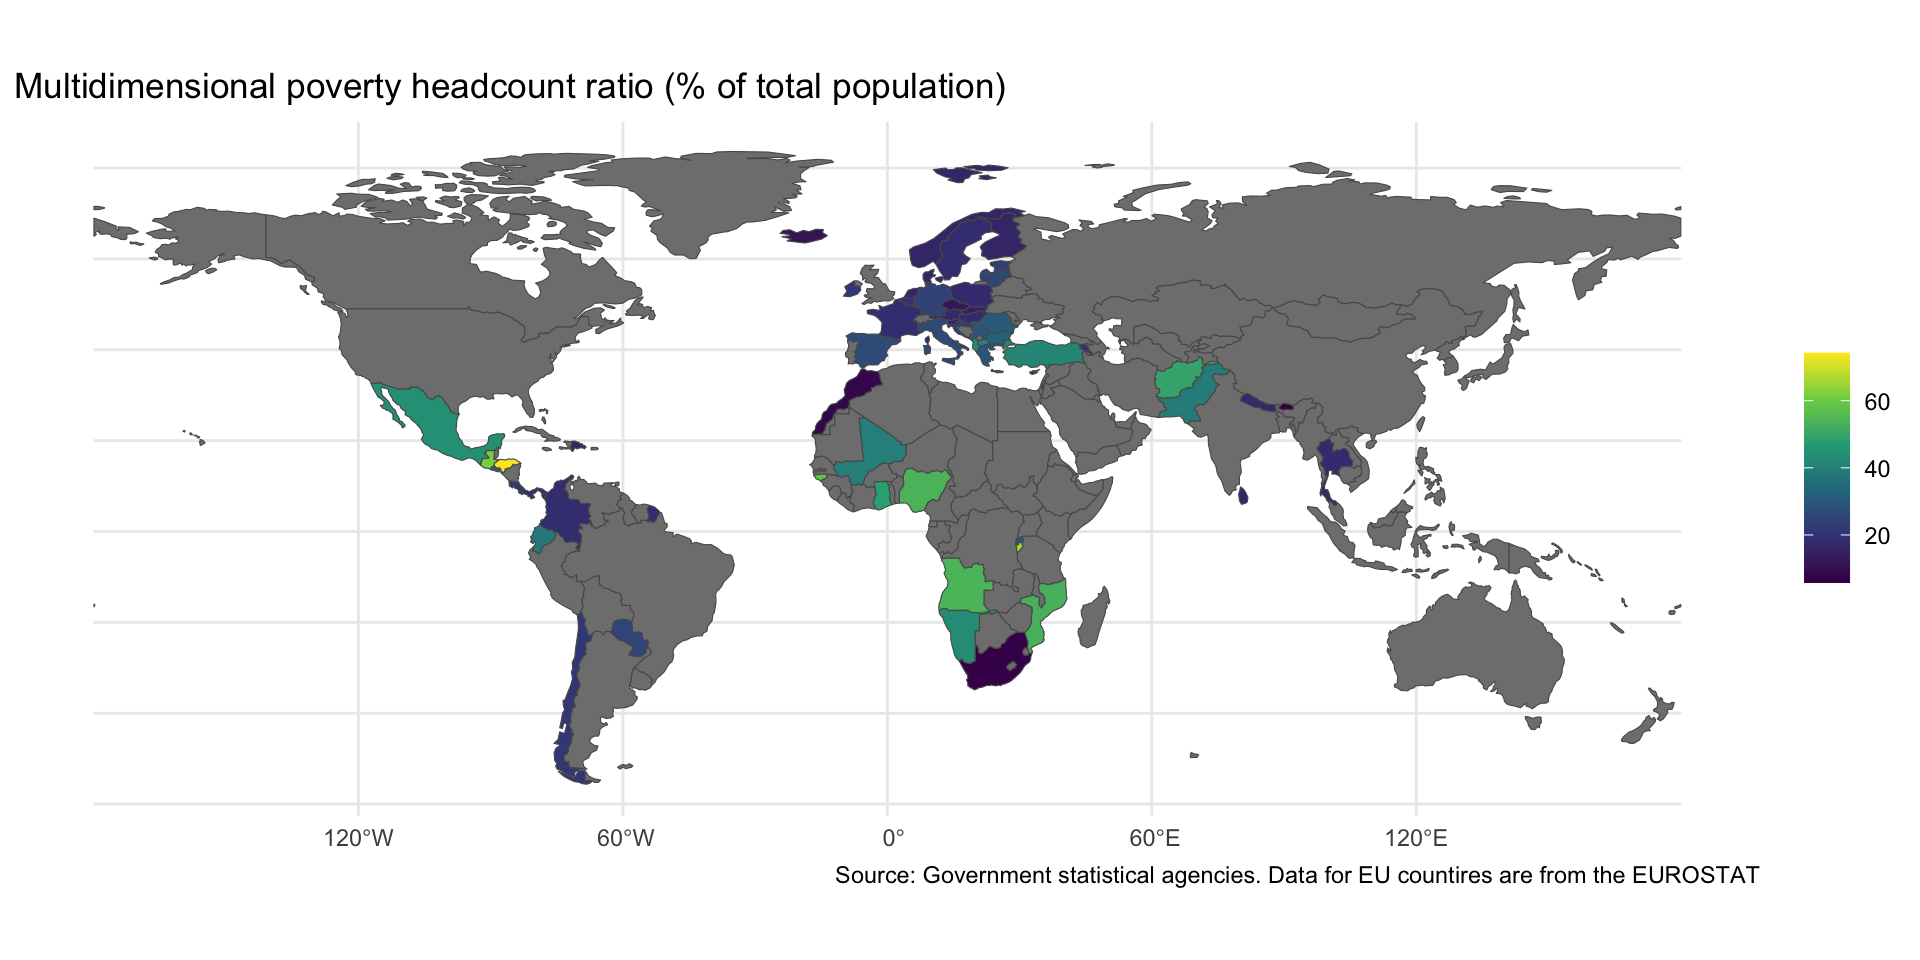 Multidimensional poverty headcount ratio (% of total population)
60
40
20
120°W 60°W 0° 60°E 120°E
Source: Government statistical agencies. Data for EU countires are from the EUROSTAT